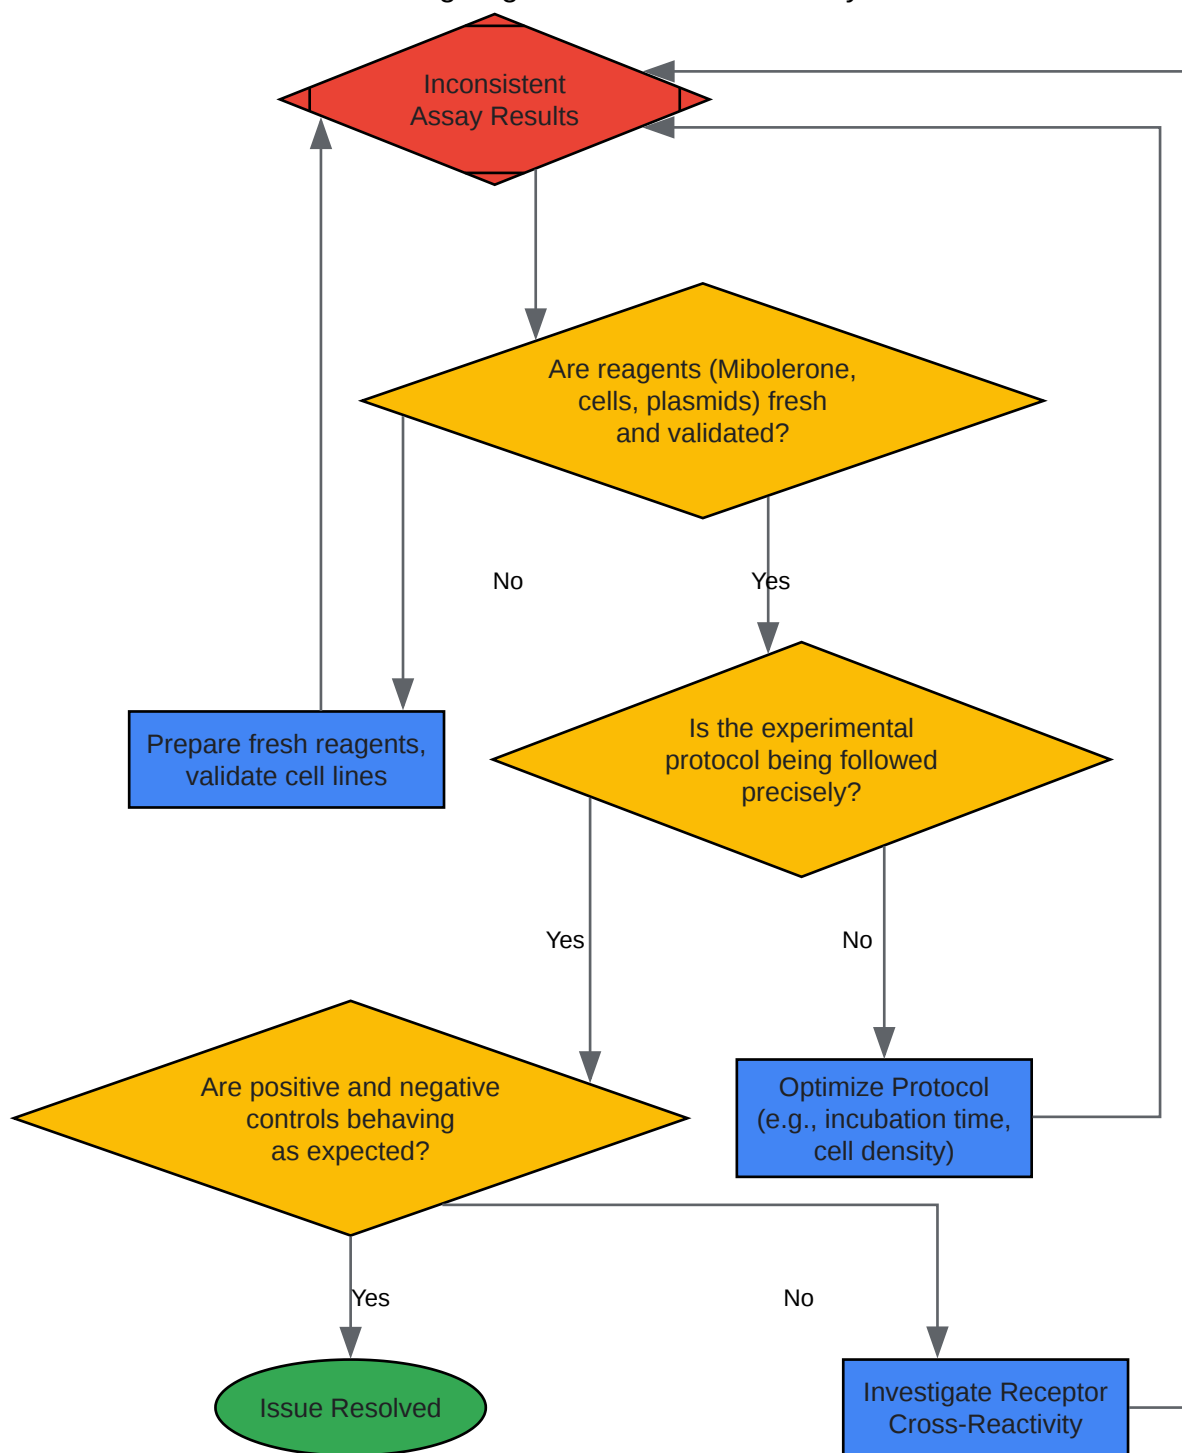 Inconsistent
Assay Results
Are reagents (Mibolerone,
cells, plasmids) fresh
and validated?
No
Yes
Prepare fresh reagents,
validate cell lines
Is the experimental
protocol being followed
precisely?
Yes
No
Are positive and negative
controls behaving
as expected?
Optimize Protocol
(e.g., incubation time,
cell density)
Yes
No
Issue Resolved
Investigate Receptor
Cross-Reactivity